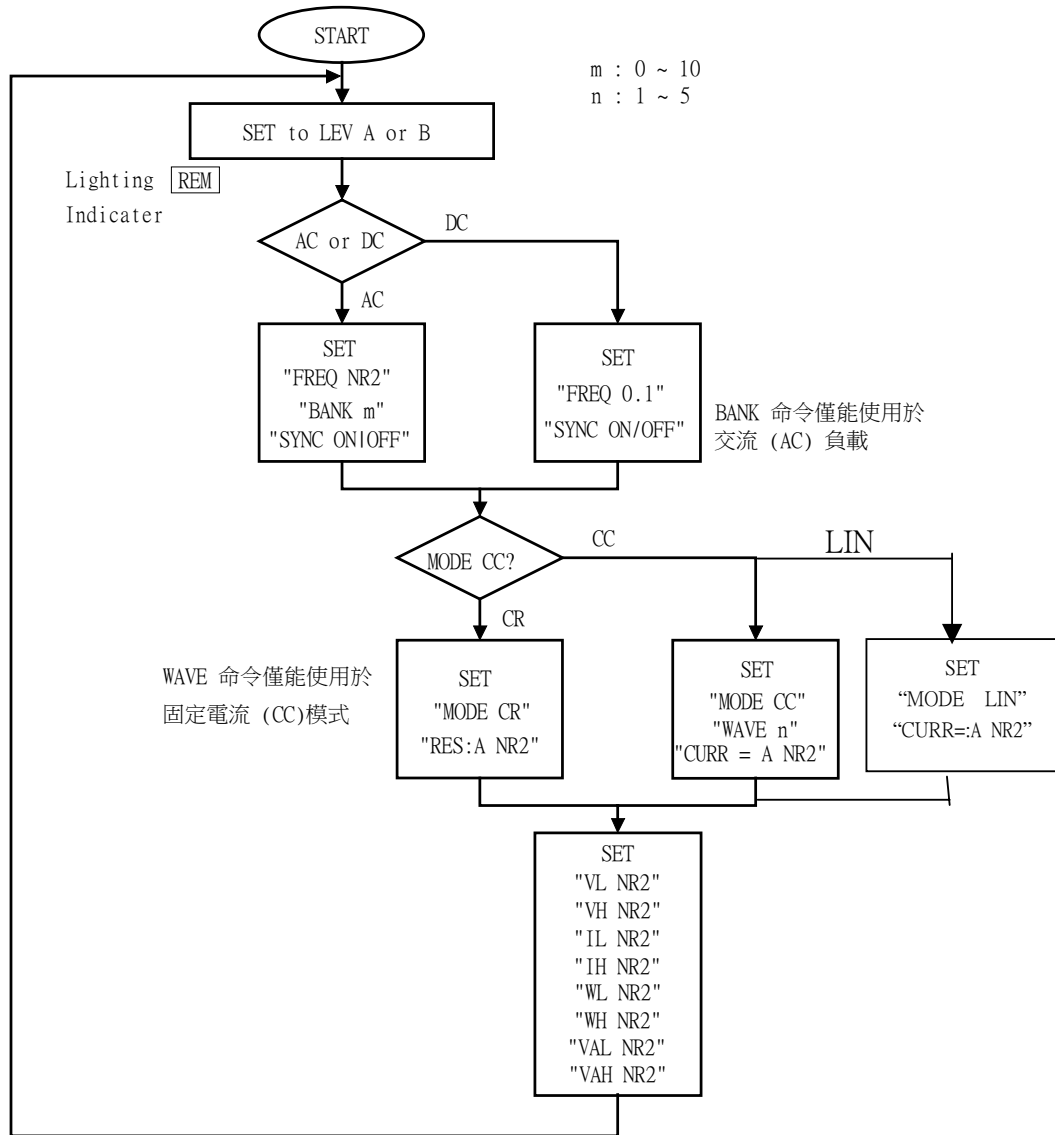 START
m : 0 ~ 10
n : 1 ~ 5
SET to LEV A or B
Lighting REM
Indicater
AC or DC
DC
AC
SET
"FREQ NR2"
"BANK m"
"SYNC ON|OFF"
SET
"FREQ 0.1"
"SYNC ON/OFF"
BANK 命令僅能使用於
交流 (AC) 負載
MODE CC?
CC
LIN
CR
WAVE 命令僅能使用於
固定電流 (CC)模式
SET
"MODE CR"
"RES:A NR2"
SET
"MODE CC"
"WAVE n"
"CURR = A NR2"
SET
“MODE LIN”
“CURR=:A NR2”
SET
"VL NR2"
"VH NR2"
"IL NR2"
"IH NR2"
"WL NR2"
"WH NR2"
"VAL NR2"
"VAH NR2"